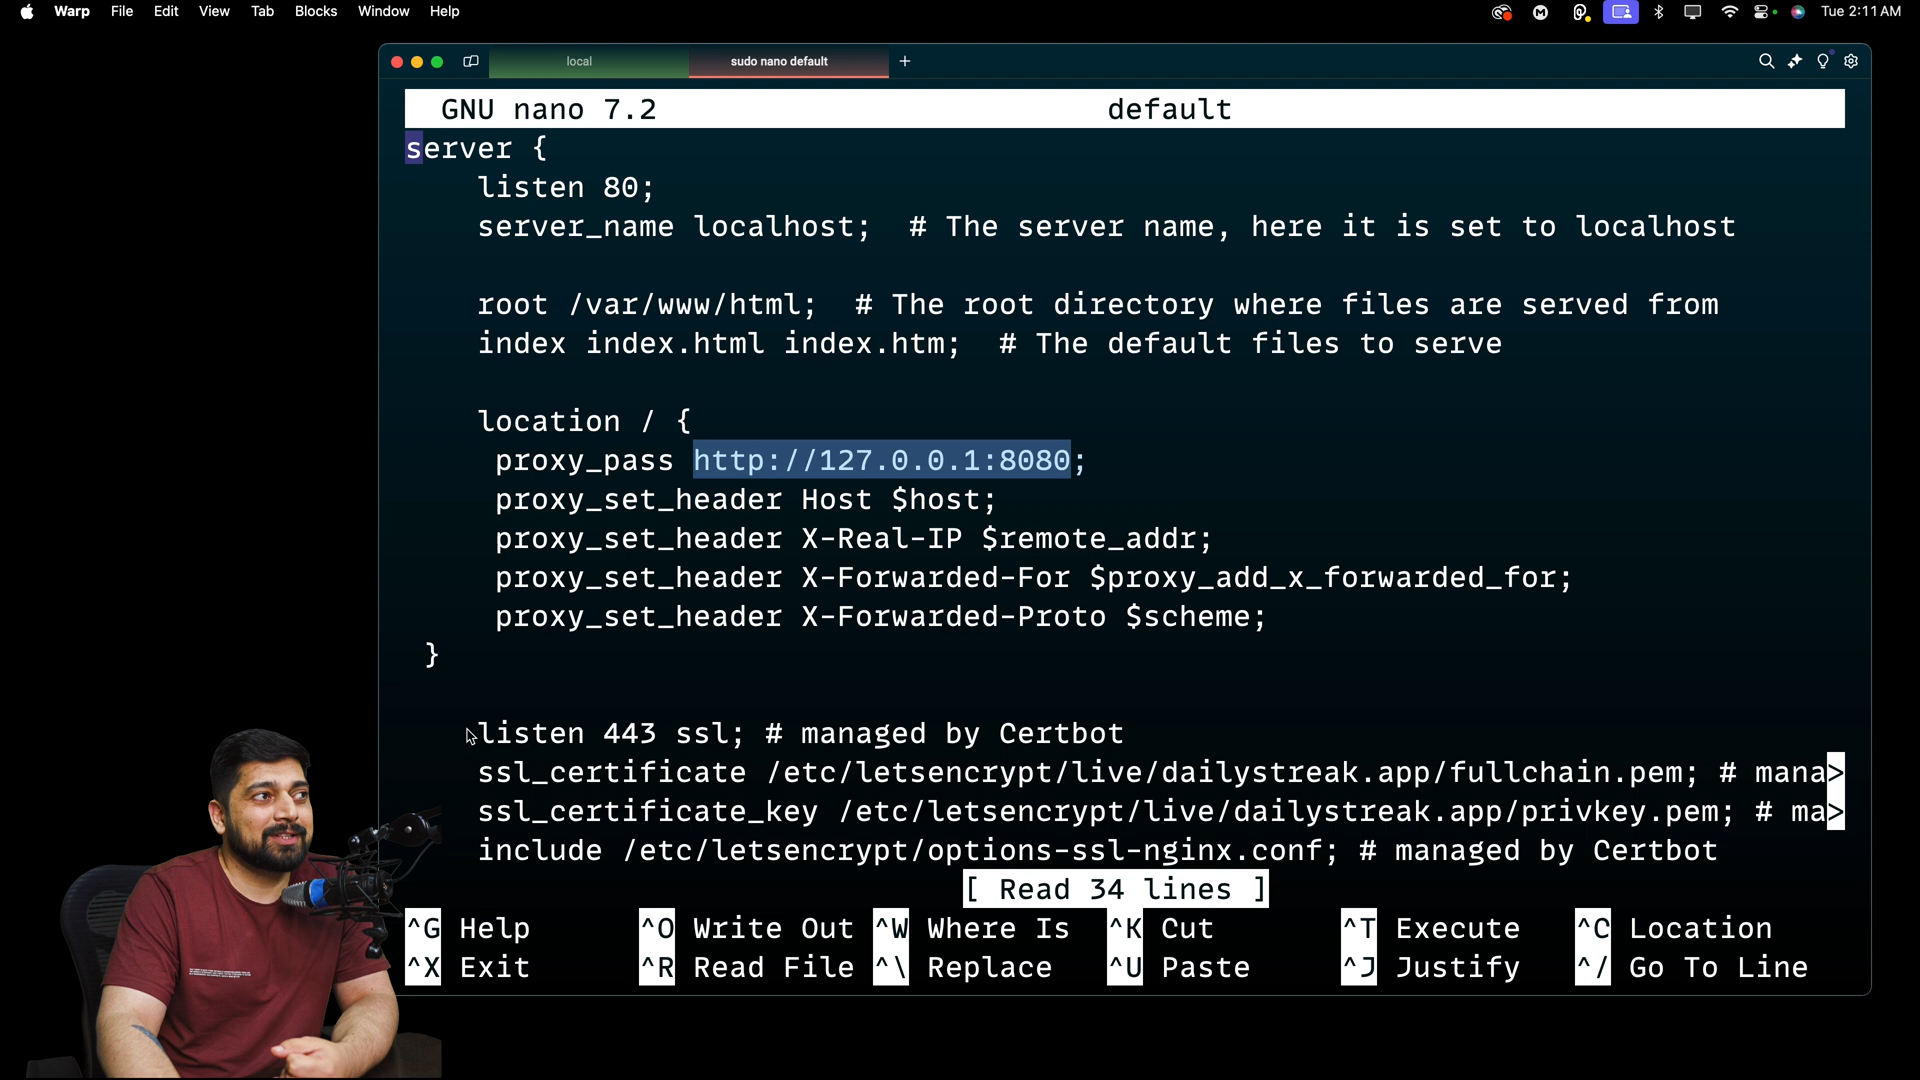 Warp File Edit View Tab Blocks Window Help
Tue 2:11 AM
local
sudo nano default
GNU nano 7.2 default
server {
listen 80;
server_name localhost; # The server name, here it is set to localhost
root /var/www/html; # The root directory where files are served from
index index.html index.htm; # The default files to serve
location / {
proxy_pass http://127.0.0.1:8080;
proxy_set_header Host $host;
proxy_set_header X-Real-IP $remote_addr;
proxy_set_header X-Forwarded-For $proxy_add_x_forwarded_for;
proxy_set_header X-Forwarded-Proto $scheme;
}
listen 443 ssl; # managed by Certbot
ssl_certificate /etc/letsencrypt/live/dailystreak.app/fullchain.pem; # mana>
ssl_certificate_key /etc/letsencrypt/live/dailystreak.app/privkey.pem; # ma>
include /etc/letsencrypt/options-ssl-nginx.conf; # managed by Certbot
[ Read 34 lines ]
^G Help ^O Write Out ^W Where Is ^K Cut ^T Execute ^C Location
^X Exit ^R Read File ^\ Replace ^U Paste ^J Justify ^/ Go To Line